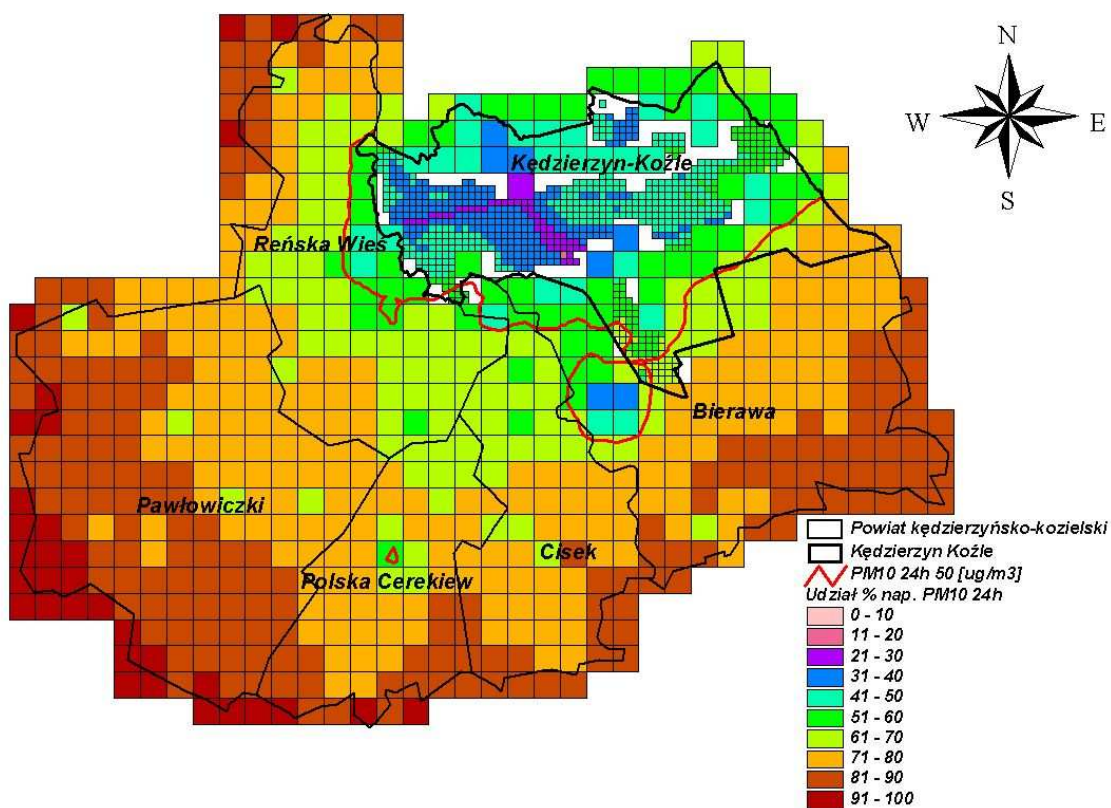 N
W E
S
Kędzierzyn-Koźle
Reńska Wieś
Bierawa
Pawłowiczki
Cisek
Polska Cerekiew
Powiat kędzierzyńsko-kozielski
Kędzierzyn Koźle
PM10 24h 50 [ug/m3]
Udział % nap. PM10 24h
0 - 10
11 - 20
21 - 30
31 - 40
41 - 50
51 - 60
61 - 70
71 - 80
81 - 90
91 - 100